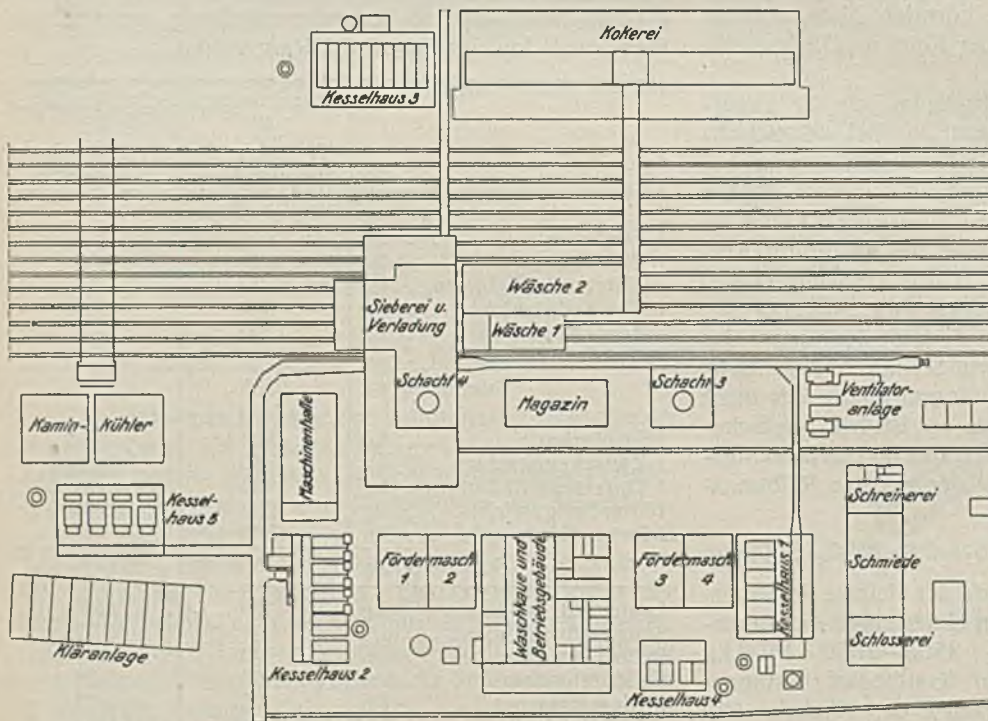 Kokerei
Kesselhaus 3
Wäsche 2
Sieberei u.
Verladung
Wäsche 1
Schacht 4
Schacht 3
Magazin
Ventilator-
anlage
Kamin-
Kühler
Maschinenhalle
Kessel-
haus 5
Schreinerei
Fördermasch
1 2
Waschkaue und
Betriebsgebäude
Fördermasch
3 4
Kesselhaus 1
Schmiede
Schlosserei
Kläranlage
Kesselhaus 2
Kesselhaus 4